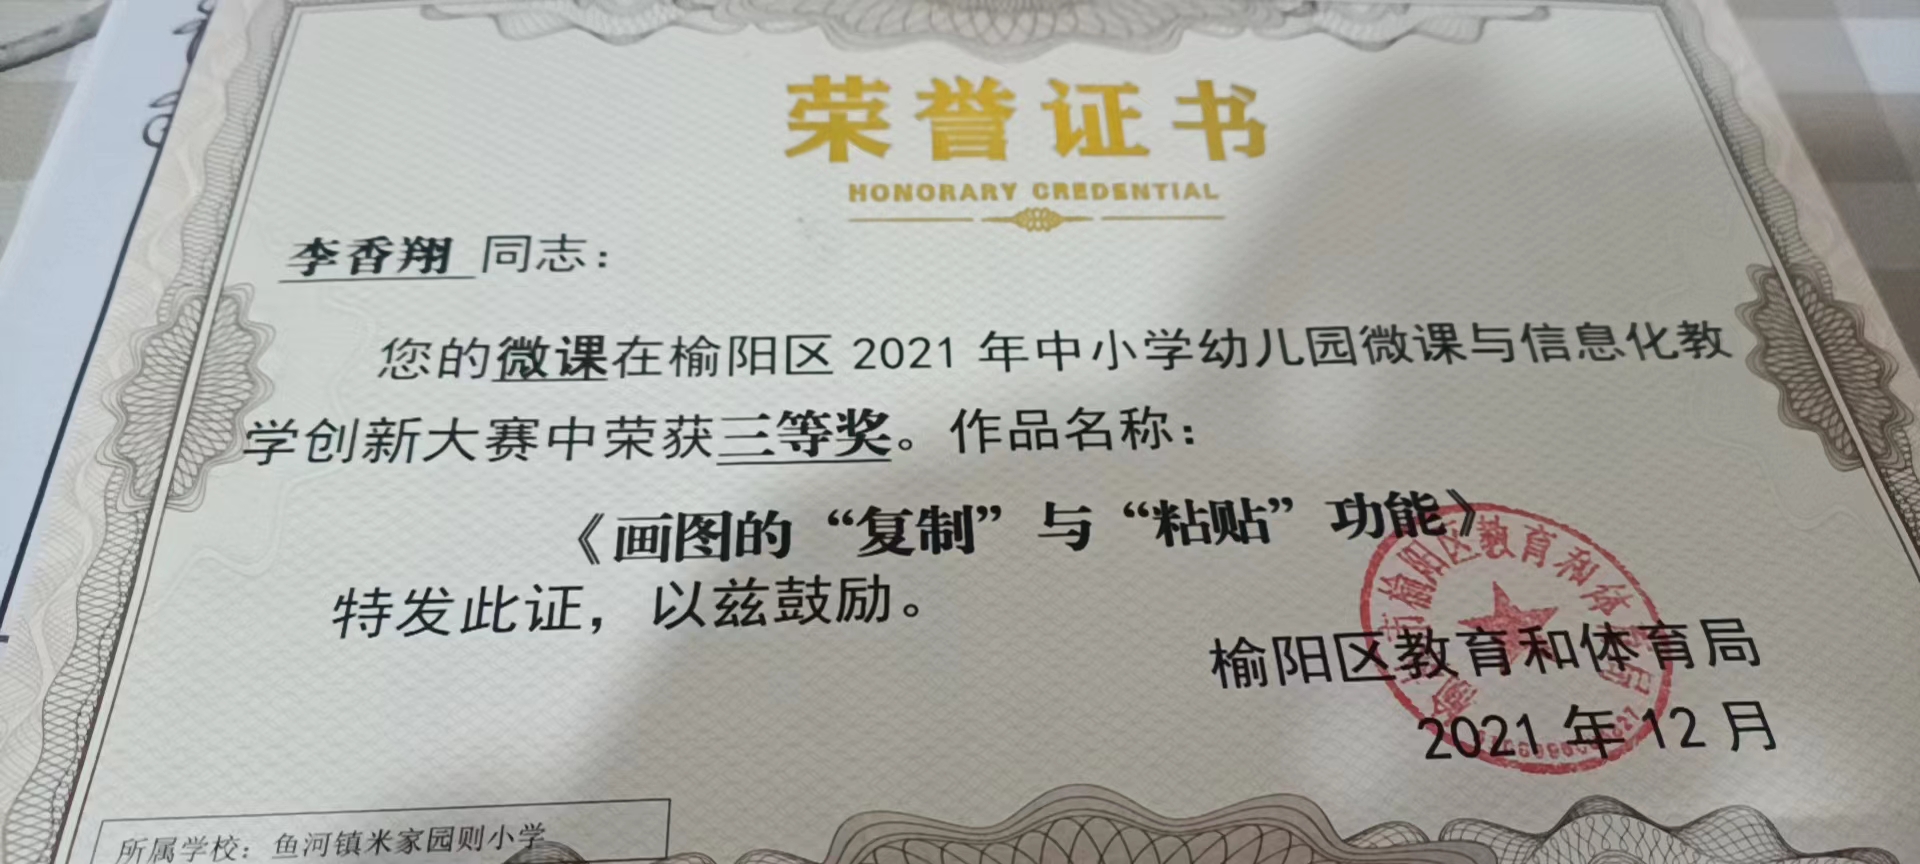 荣誉证书
HONORARY CREDENTIAL
李香翔 同志：
您的微课在榆阳区 2021 年中小学幼儿园微课与信息化教
学创新大赛中荣获三等奖。作品名称：
《画图的“复制”与“粘贴”功能》
特发此证，以兹鼓励。
榆阳区教育和体育局
2021 年 12 月
所属学校：鱼河镇米家园则小学